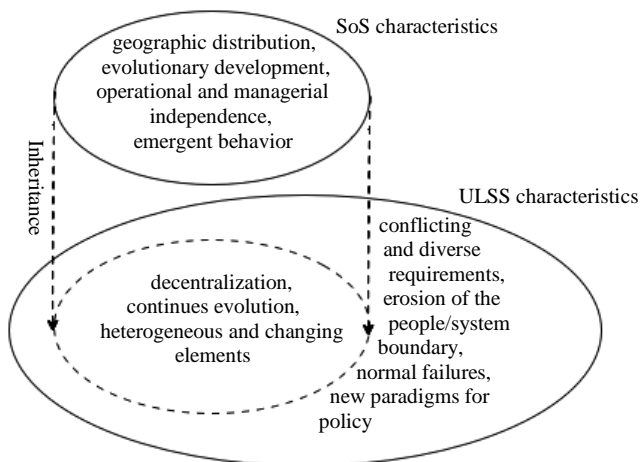 SoS characteristics
geographic distribution,
evolutionary development,
operational and managerial
independence,
emergent behavior
Inheritance
ULSS characteristics
conflicting
and diverse
requirements,
erosion of the
people/system
boundary,
normal failures,
new paradigms for
policy
decentralization,
continues evolution,
heterogeneous and changing
elements